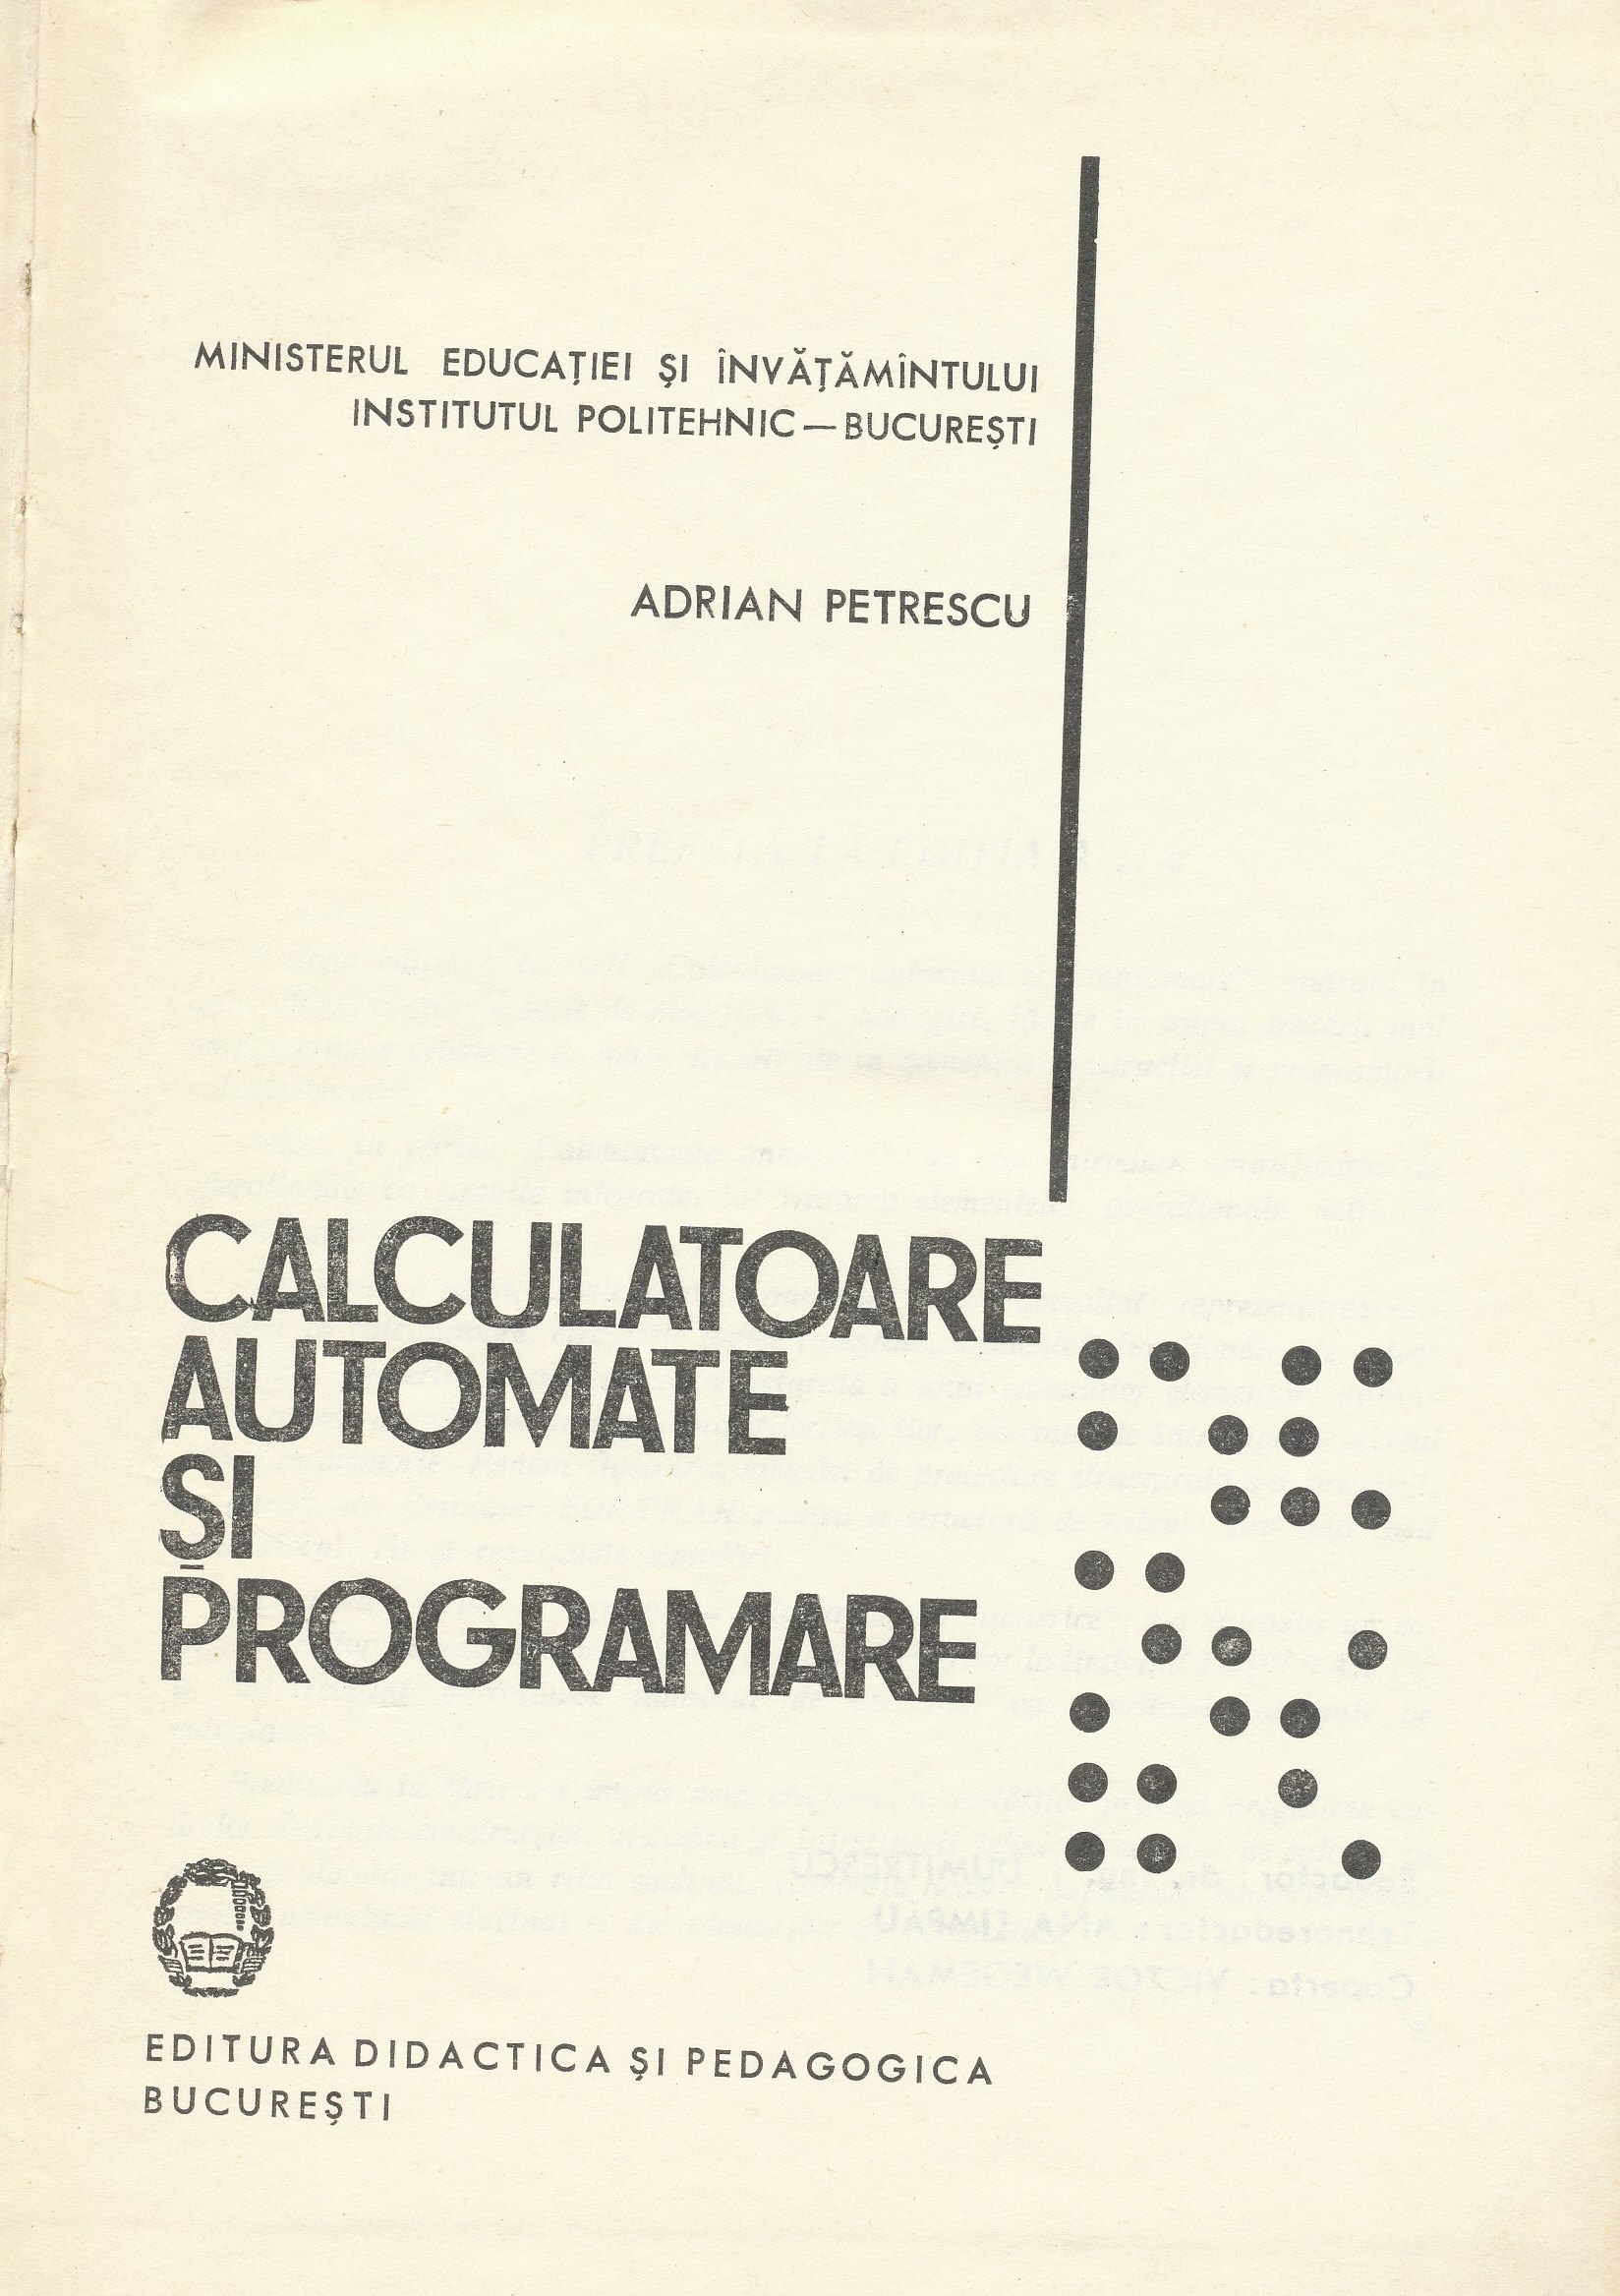 MINISTERUL EDUCAȚIEI ȘI ÎNVĂȚĂMÎNTULUI
INSTITUTUL POLITEHNIC—BUCUREȘTI
ADRIAN PETRESCU
CALCULATOARE
AUTOMATE
ȘI
PROGRAMARE
EDITURA DIDACTICA ȘI PEDAGOGICA
BUCUREȘTI